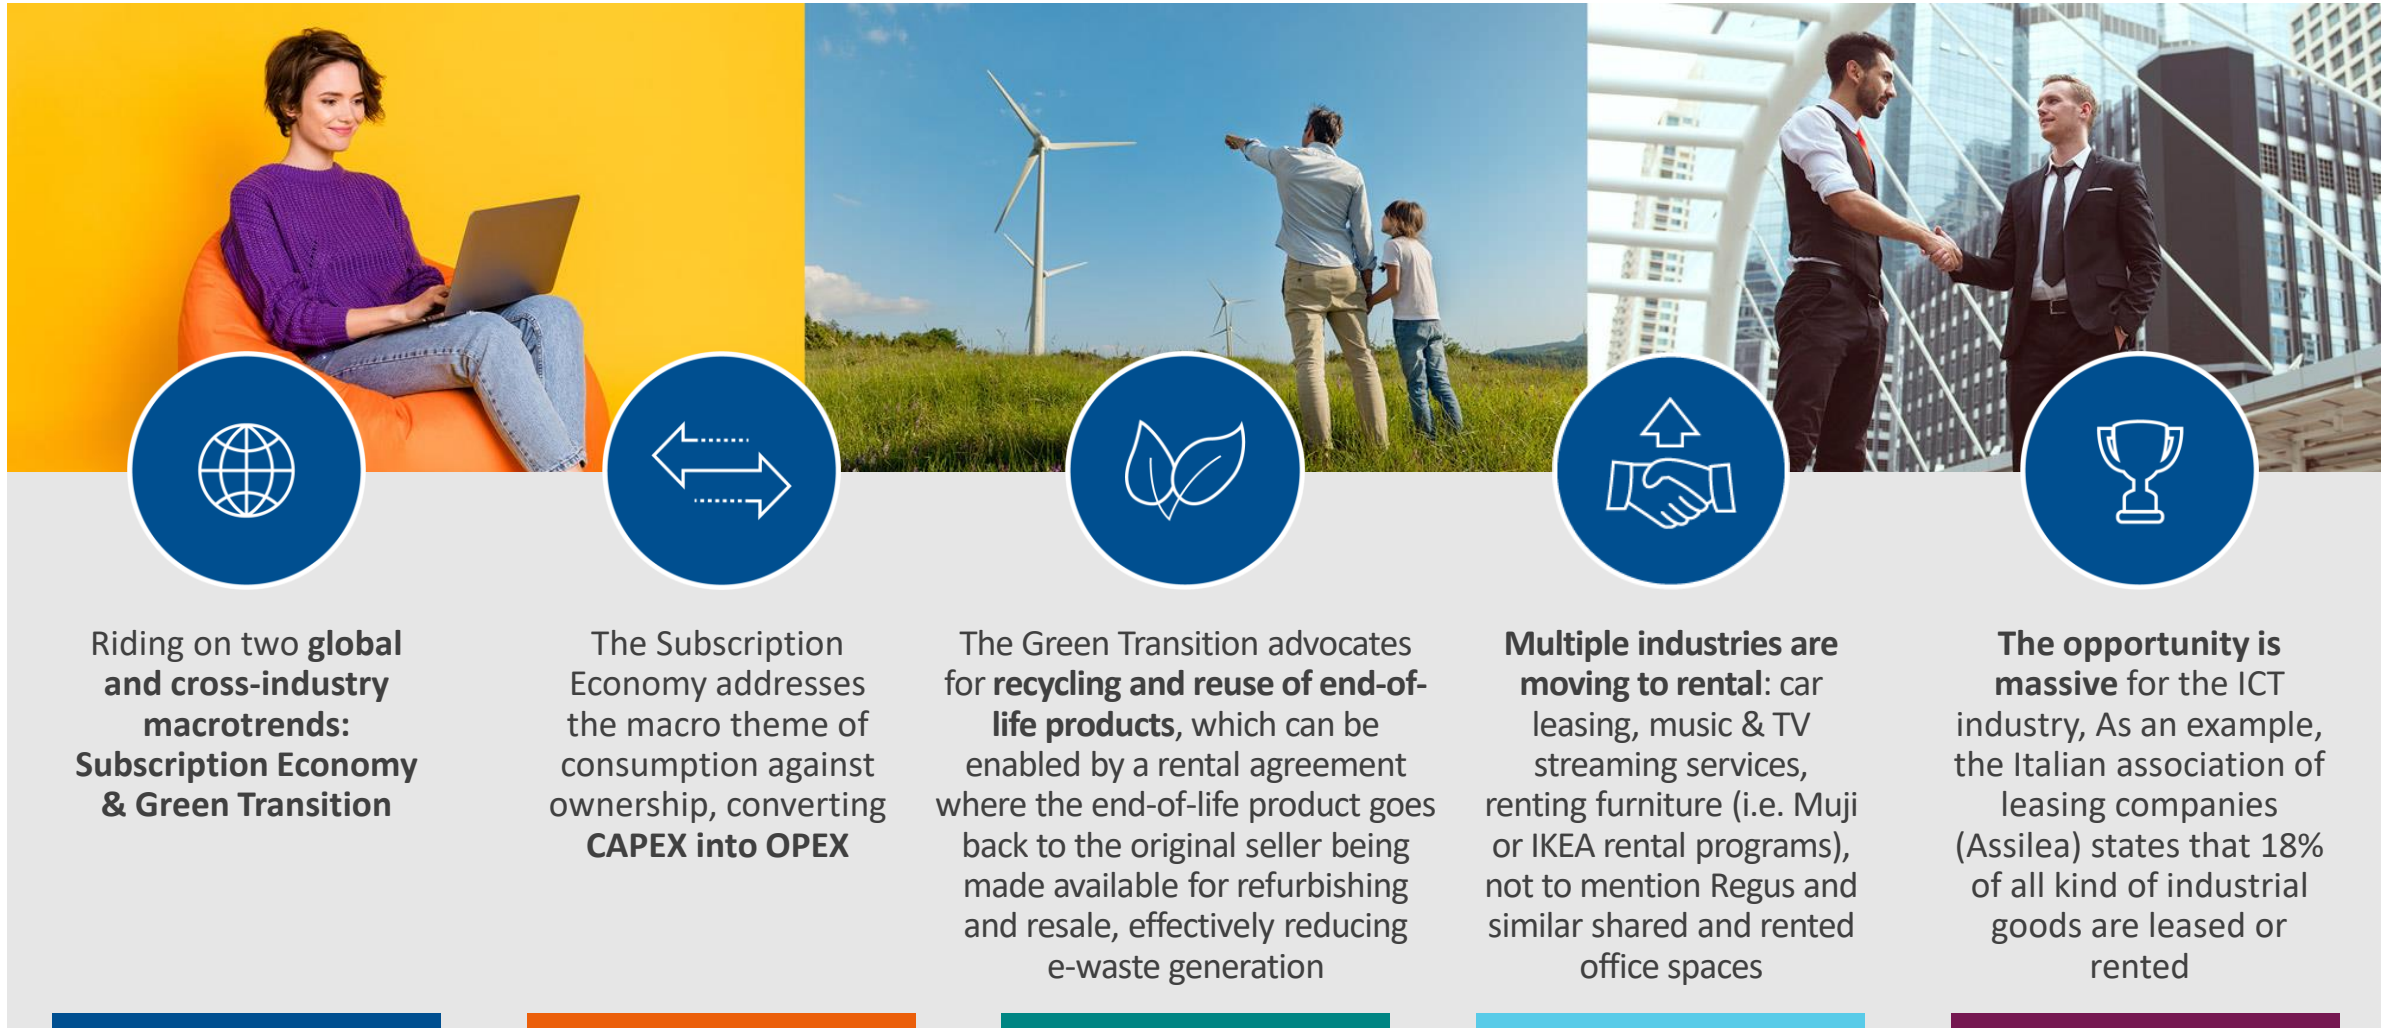 Riding on two global
and cross-industry
macrotrends:
Subscription Economy
& Green Transition
The Subscription
Economy addresses
the macro theme of
consumption against
ownership, converting
CAPEX into OPEX
The Green Transition advocates
for recycling and reuse of end-of-
life products, which can be
enabled by a rental agreement
where the end-of-life product goes
back to the original seller being
made available for refurbishing
and resale, effectively reducing
e-waste generation
Multiple industries are
moving to rental: car
leasing, music & TV
streaming services,
renting furniture (i.e. Muji
or IKEA rental programs),
not to mention Regus and
similar shared and rented
office spaces
The opportunity is
massive for the ICT
industry, As an example,
the Italian association of
leasing companies
(Assilea) states that 18%
of all kind of industrial
goods are leased or
rented